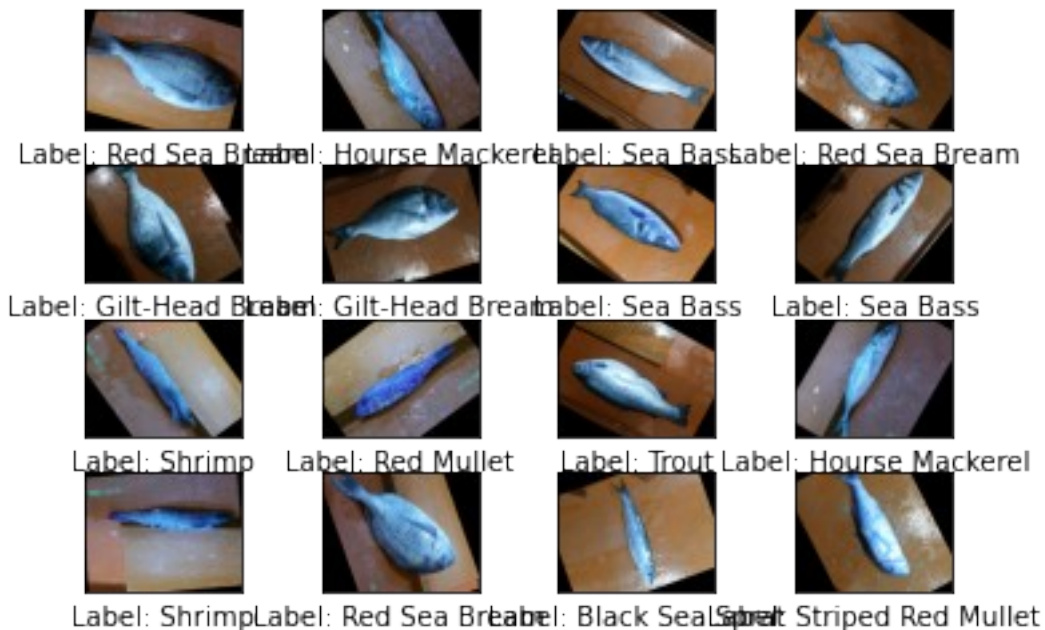 Label: Red Sea Bream Label: Hourse Mackerel Label: Sea Bass Label: Red Sea Bream
Label: Gilt-Head Bream Label: Gilt-Head Bream Label: Sea Bass Label: Sea Bass
Label: Shrimp Label: Red Mullet Label: Trout Label: Hourse Mackerel
Label: Shrimp Label: Red Sea Bream Label: Black Sea Sprat Label: Striped Red Mullet